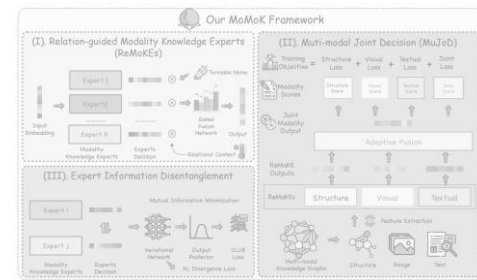 Our MoMoK Framework
(I). Relation-guided Modality Knowledge Experts
(ReMoKEs)
Expert 1
Expert 2
Expert K
Input
Embedding
Modality
Knowledge Experts
Experts
Decision
Turnable Noise
Gated
Fusion Network
Output
Relational Context
(II). Muti-modal Joint Decision (MuJoD)
Training
Objective
=
Structure
Loss
+
Visual
Loss
+
Textual
Loss
+
Joint
Loss
Modality
Scores
Structure
Score
Visual
Score
Textual
Score
Joint
Score
Joint
Modality
Output
Adaptive Fusion
ReMoKE
Outputs
ReMoKEs
Structure
Visual
Textual
Feature Extraction
Multi-modal
Knowledge Graphs
Structure
Image
Text
(III). Expert Information Disentanglement
Mutual Information Minimization
Expert i
Expert j
Modality
Knowledge Experts
Experts
Decision
Variational
Network
Output
Posterior
CLUB
Loss
KL Divergence Loss